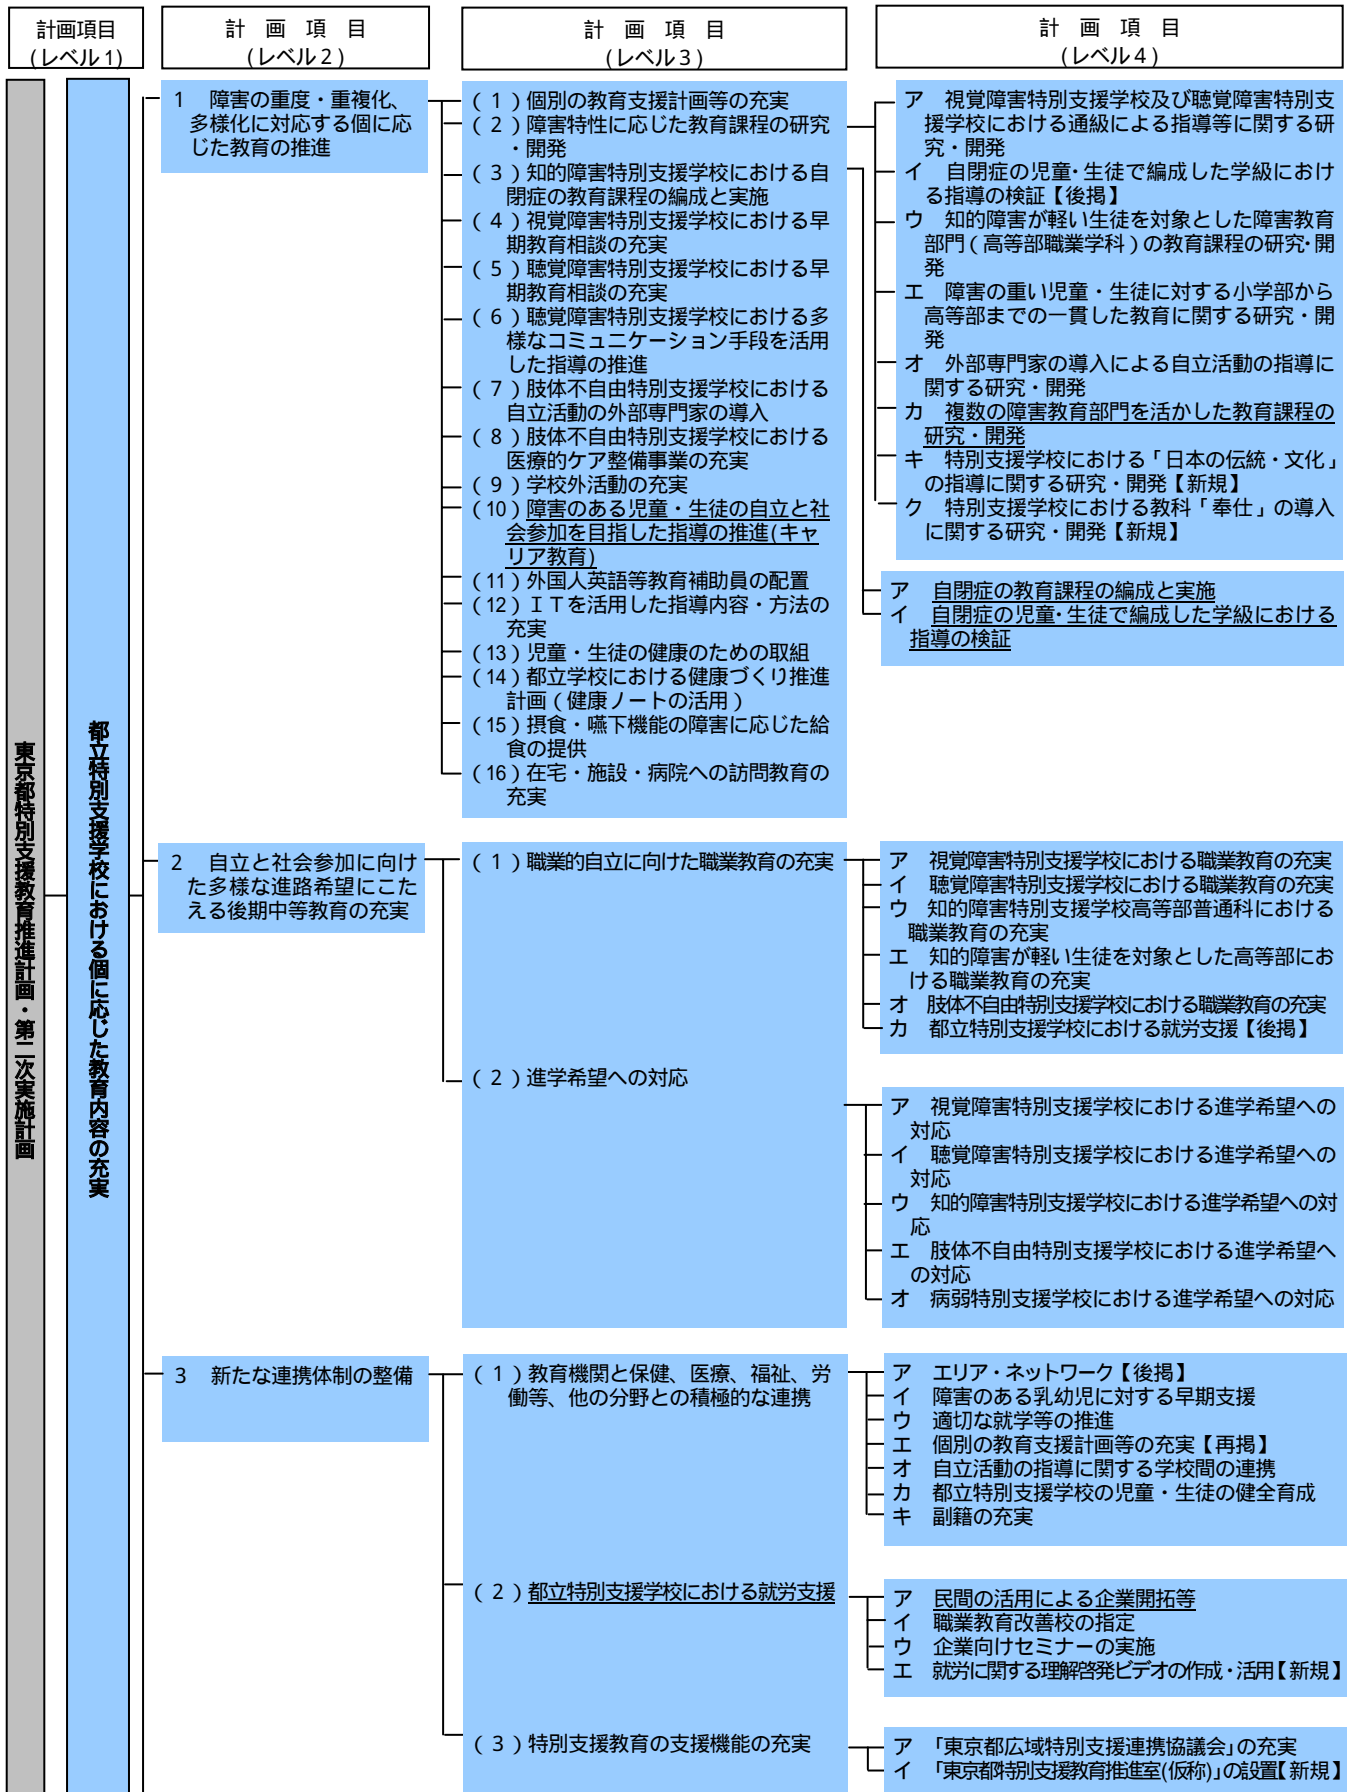 計画項目
(レベル1)
計　画　項　目
(レベル2)
計　画　項　目
(レベル3)
計　画　項　目
(レベル4)
東京都特別支援教育推進計画・第二次実施計画
都立特別支援学校における個に応じた教育内容の充実
1　障害の重度・重複化、
多様化に対応する個に応
じた教育の推進
(1)個別の教育支援計画等の充実
(2)障害特性に応じた教育課程の研究
・開発
(3)知的障害特別支援学校における自
閉症の教育課程の編成と実施
(4)視覚障害特別支援学校における早
期教育相談の充実
(5)聴覚障害特別支援学校における早
期教育相談の充実
(6)聴覚障害特別支援学校における多
様なコミュニケーション手段を活用
した指導の推進
(7)肢体不自由特別支援学校における
自立活動の外部専門家の導入
(8)肢体不自由特別支援学校における
医療的ケア整備事業の充実
(9)学校外活動の充実
(10)障害のある児童・生徒の自立と社
会参加を目指した指導の推進(キャ
リア教育)
(11)外国人英語等教育補助員の配置
(12)ITを活用した指導内容・方法の
充実
(13)児童・生徒の健康のための取組
(14)都立学校における健康づくり推進
計画(健康ノートの活用)
(15)摂食・嚥下機能の障害に応じた給
食の提供
(16)在宅・施設・病院への訪問教育の
充実
ア　視覚障害特別支援学校及び聴覚障害特別支
援学校における通級による指導等に関する研
究・開発
イ　自閉症の児童・生徒で編成した学級におけ
る指導の検証【後掲】
ウ　知的障害が軽い生徒を対象とした障害教育
部門(高等部職業学科)の教育課程の研究・開
発
エ　障害の重い児童・生徒に対する小学部から
高等部までの一貫した教育に関する研究・開
発
オ　外部専門家の導入による自立活動の指導に
関する研究・開発
カ　複数の障害教育部門を活かした教育課程の
研究・開発
キ　特別支援学校における「日本の伝統・文化」
の指導に関する研究・開発【新規】
ク　特別支援学校における教科「奉仕」の導入
に関する研究・開発【新規】
ア　自閉症の教育課程の編成と実施
イ　自閉症の児童・生徒で編成した学級における
指導の検証
2　自立と社会参加に向け
た多様な進路希望にこた
える後期中等教育の充実
(1)職業的自立に向けた職業教育の充実
ア　視覚障害特別支援学校における職業教育の充実
イ　聴覚障害特別支援学校における職業教育の充実
ウ　知的障害特別支援学校高等部普通科における
職業教育の充実
エ　知的障害が軽い生徒を対象とした高等部にお
ける職業教育の充実
オ　肢体不自由特別支援学校における職業教育の充実
カ　都立特別支援学校における就労支援【後掲】
(2)進学希望への対応
ア　視覚障害特別支援学校における進学希望への
対応
イ　聴覚障害特別支援学校における進学希望への
対応
ウ　知的障害特別支援学校における進学希望への対
応
エ　肢体不自由特別支援学校における進学希望へ
の対応
オ　病弱特別支援学校における進学希望への対応
3　新たな連携体制の整備
(1)教育機関と保健、医療、福祉、労
働等、他の分野との積極的な連携
ア　エリア・ネットワーク【後掲】
イ　障害のある乳幼児に対する早期支援
ウ　適切な就学等の推進
エ　個別の教育支援計画等の充実【再掲】
オ　自立活動の指導に関する学校間の連携
カ　都立特別支援学校の児童・生徒の健全育成
キ　副籍の充実
(2)都立特別支援学校における就労支援
ア　民間の活用による企業開拓等
イ　職業教育改善校の指定
ウ　企業向けセミナーの実施
エ　就労に関する理解啓発ビデオの作成・活用【新規】
(3)特別支援教育の支援機能の充実
ア　「東京都広域特別支援連携協議会」の充実
イ　「東京都特別支援教育推進室(仮称)」の設置【新規】